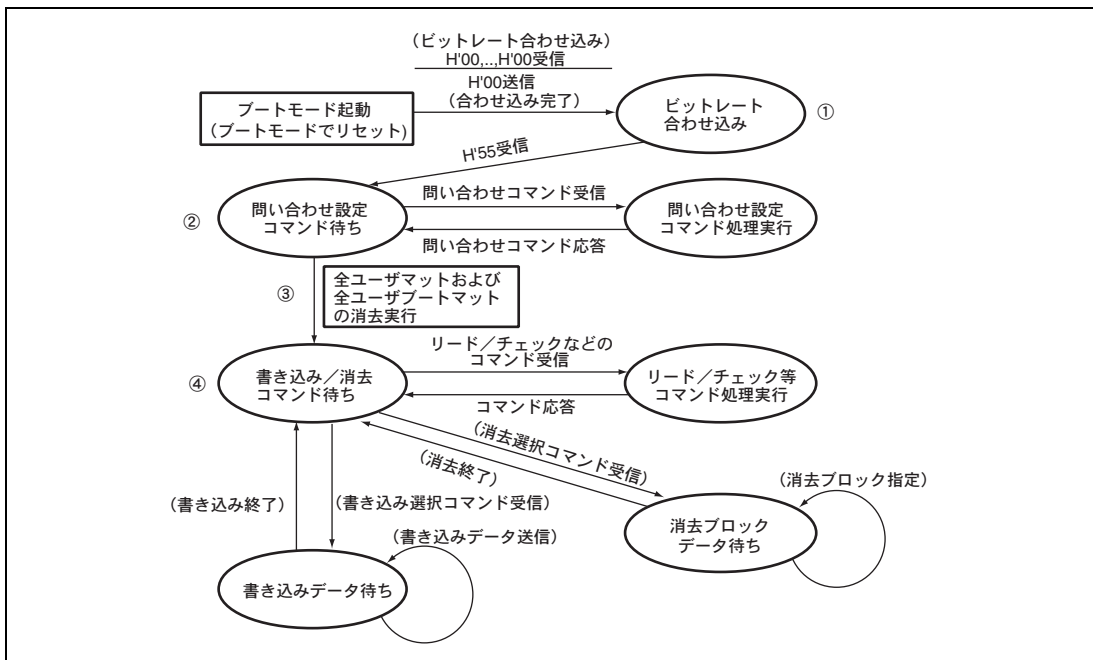 (ビットレート合わせ込み)
H'00,..,H'00受信
H'00送信
(合わせ込み完了)
ブートモード起動
(ブートモードでリセット)
ビットレート
合わせ込み
①
H'55受信
②
問い合わせ設定
コマンド待ち
問い合わせコマンド受信
問い合わせコマンド応答
問い合わせ設定
コマンド処理実行
③
全ユーザマットおよび
全ユーザブートマット
の消去実行
④
書き込み/消去
コマンド待ち
リード/チェックなどの
コマンド受信
コマンド応答
リード/チェック等
コマンド処理実行
(消去選択コマンド受信)
(消去終了)
(消去ブロック指定)
消去ブロック
データ待ち
(書き込み終了)
(書き込み選択コマンド受信)
(書き込みデータ送信)
書き込みデータ待ち